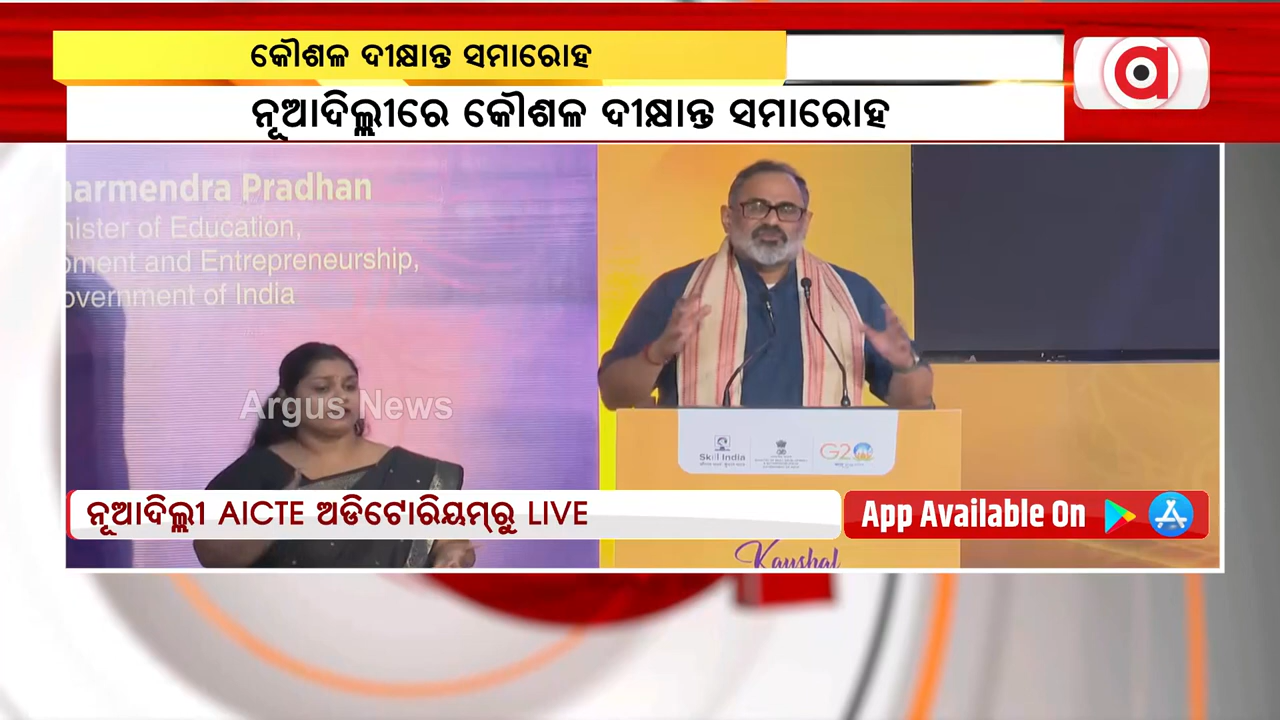 କୌଶଳ ଦୀକ୍ଷାନ୍ତ ସମାରୋହ
ନୂଆଦିଲ୍ଲୀରେ କୌଶଳ ଦୀକ୍ଷାନ୍ତ ସମାରୋହ
harmendra Pradhan
nister of Education,
pment and Entrepreneurship,
overnment of India
Argus News
Skill India
G20
ନୂଆଦିଲ୍ଲୀ AICTE ଅଡିଟୋରିୟମ୍‌ରୁ LIVE
App Available On
Kaushal